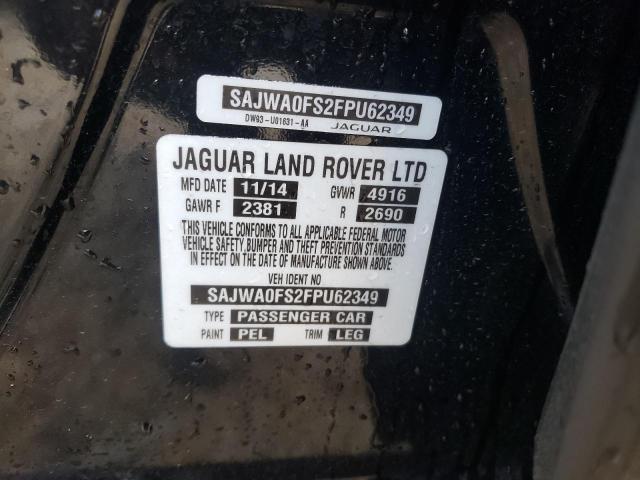 SAJWA0FS2FPU62349
DW93-U01631-AA JAGUAR
JAGUAR LAND ROVER LTD
MFD DATE 11/14 GVWR 4916
GAWR F 2381 R 2690
THIS VEHICLE CONFORMS TO ALL APPLICABLE FEDERAL MOTOR
VEHICLE SAFETY, BUMPER AND THEFT PREVENTION STANDARDS
IN EFFECT ON THE DATE OF MANUFACTURE SHOWN ABOVE.
VEH IDENT NO
SAJWA0FS2FPU62349
TYPE PASSENGER CAR
PAINT PEL TRIM LEG